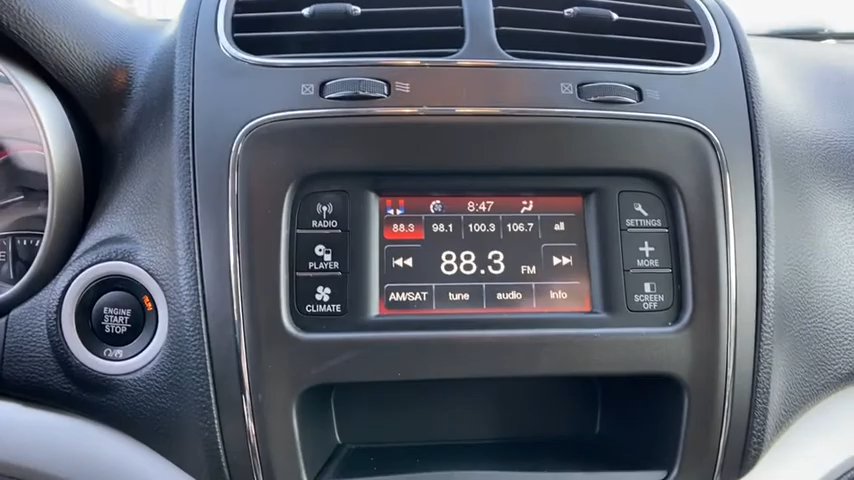 8:47
88.3 98.1 100.3 106.7 all
88.3 FM
AM/SAT tune audio info
RADIO
PLAYER
CLIMATE
SETTINGS
MORE
SCREEN
OFF
ENGINE
START
STOP
RUN
E